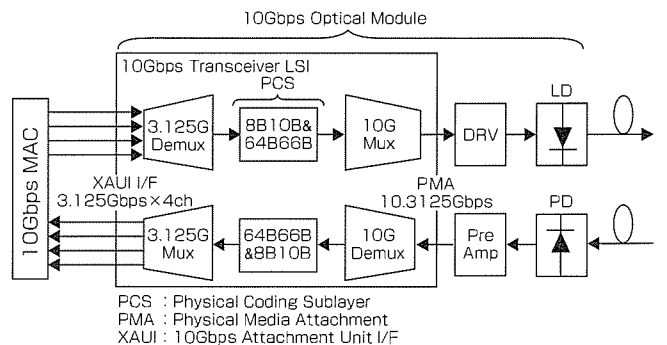 10Gbps Optical Module
10Gbps Transceiver LSI
PCS
LD
10Gbps MAC
3.125G
Demux
8B10B&
64B66B
10G
Mux
DRV
XAUI I/F
3.125Gbps×4ch
PMA
10.3125Gbps
PD
3.125G
Mux
64B66B
&8B10B
10G
Demux
Pre
Amp
PCS : Physical Coding Sublayer
PMA : Physical Media Attachment
XAUI : 10Gbps Attachment Unit I/F